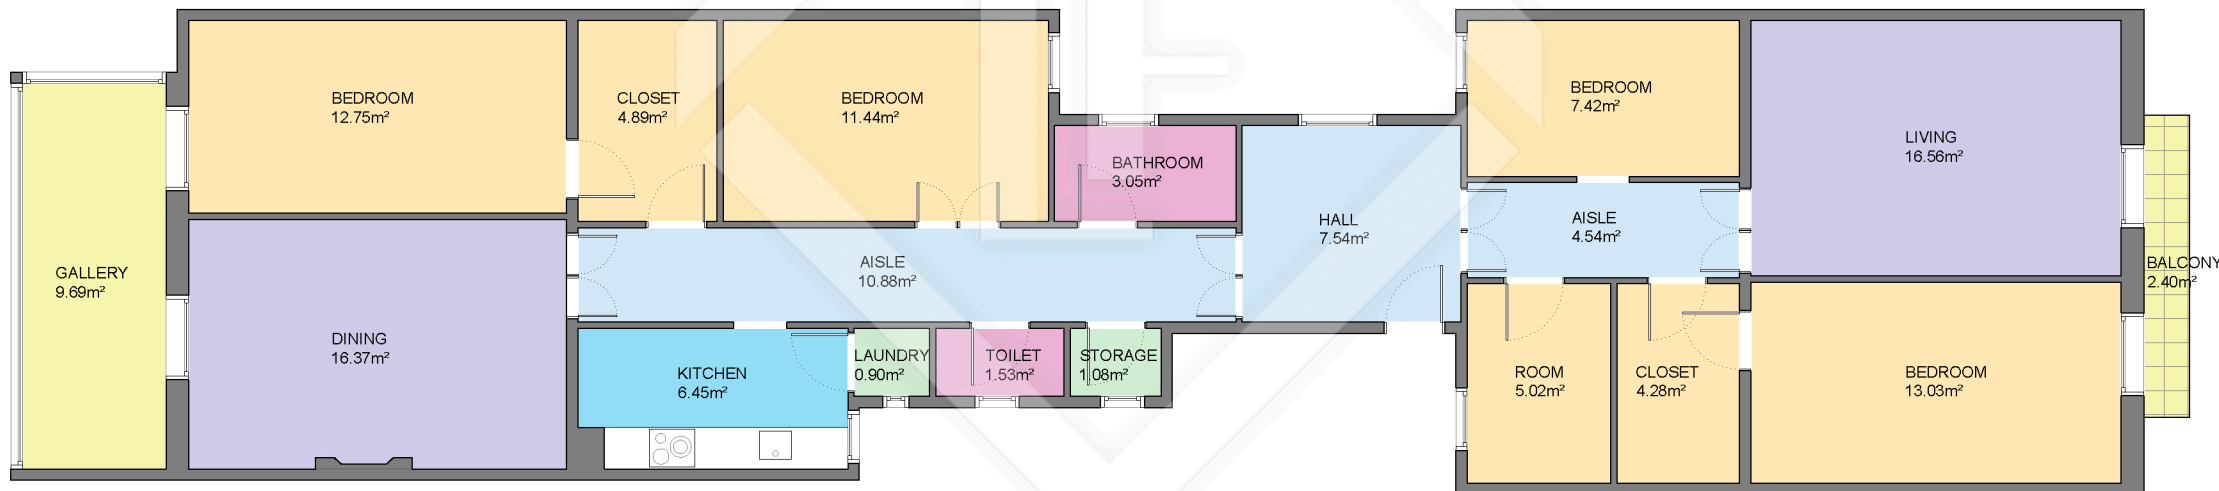 BEDROOM
12.75m²
CLOSET
4.89m²
BEDROOM
11.44m²
BEDROOM
7.42m²
LIVING
16.56m²
BATHROOM
3.05m²
HALL
7.54m²
AISLE
4.54m²
GALLERY
9.69m²
AISLE
10.88m²
BALCONY
2.40m²
DINING
16.37m²
KITCHEN
6.45m²
LAUNDRY
0.90m²
TOILET
1.53m²
STORAGE
1.08m²
ROOM
5.02m²
CLOSET
4.28m²
BEDROOM
13.03m²